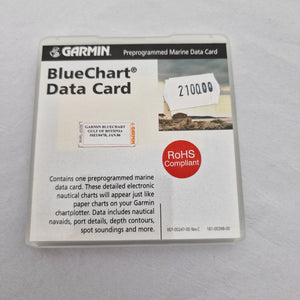 GARMIN
Preprogrammed Marine Data Card
BlueChart®
Data Card
210000
GARMIN BLUECHART
GULF OF BOTHNIA
RoHS
Compliant
Contains one preprogrammed marine
data card. These detailed electronic
nautical charts will appear just like
paper charts on your Garmin
chartplotter. Data includes nautical
navaids, port details, depth contours,
spot soundings and more.